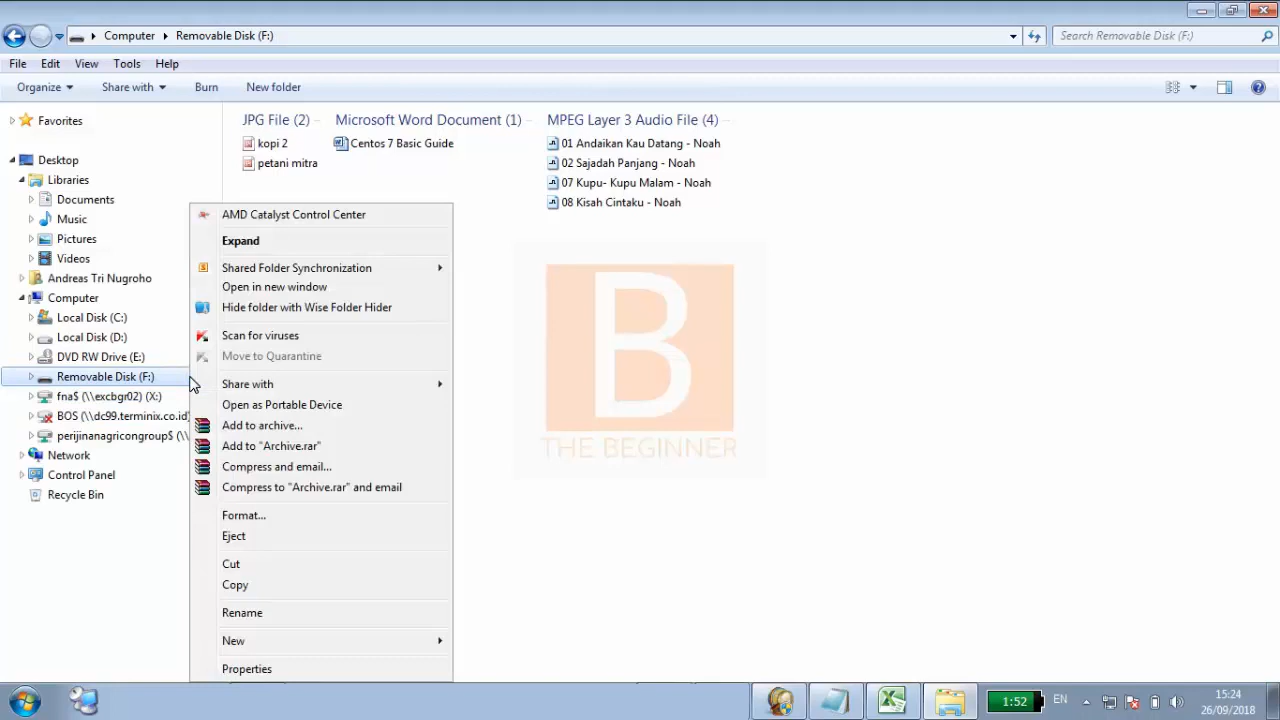 Computer Removable Disk (F:) Search Removable Disk (F:)
File Edit View Tools Help
Organize Share with Burn New folder
Favorites
Desktop
Libraries
Documents
Music
Pictures
Videos
Andreas Tri Nugroho
Computer
Local Disk (C:)
Local Disk (D:)
DVD RW Drive (E:)
Removable Disk (F:)
fna$ (\\excbgr02) (X:)
BOS (\\dc99.terminix.co.id)
perijinanagricongroup$ (\\
Network
Control Panel
Recycle Bin
JPG File (2)
kopi 2
petani mitra
Microsoft Word Document (1)
Centos 7 Basic Guide
MPEG Layer 3 Audio File (4)
01 Andaikan Kau Datang - Noah
02 Sajadah Panjang - Noah
07 Kupu- Kupu Malam - Noah
08 Kisah Cintaku - Noah
AMD Catalyst Control Center
Expand
Shared Folder Synchronization
Open in new window
Hide folder with Wise Folder Hider
Scan for viruses
Move to Quarantine
Share with
Open as Portable Device
Add to archive...
Add to "Archive.rar"
Compress and email...
Compress to "Archive.rar" and email
Format...
Eject
Cut
Copy
Rename
New
Properties
B
THE BEGINNER
1:52 EN 15:24
26/09/2018